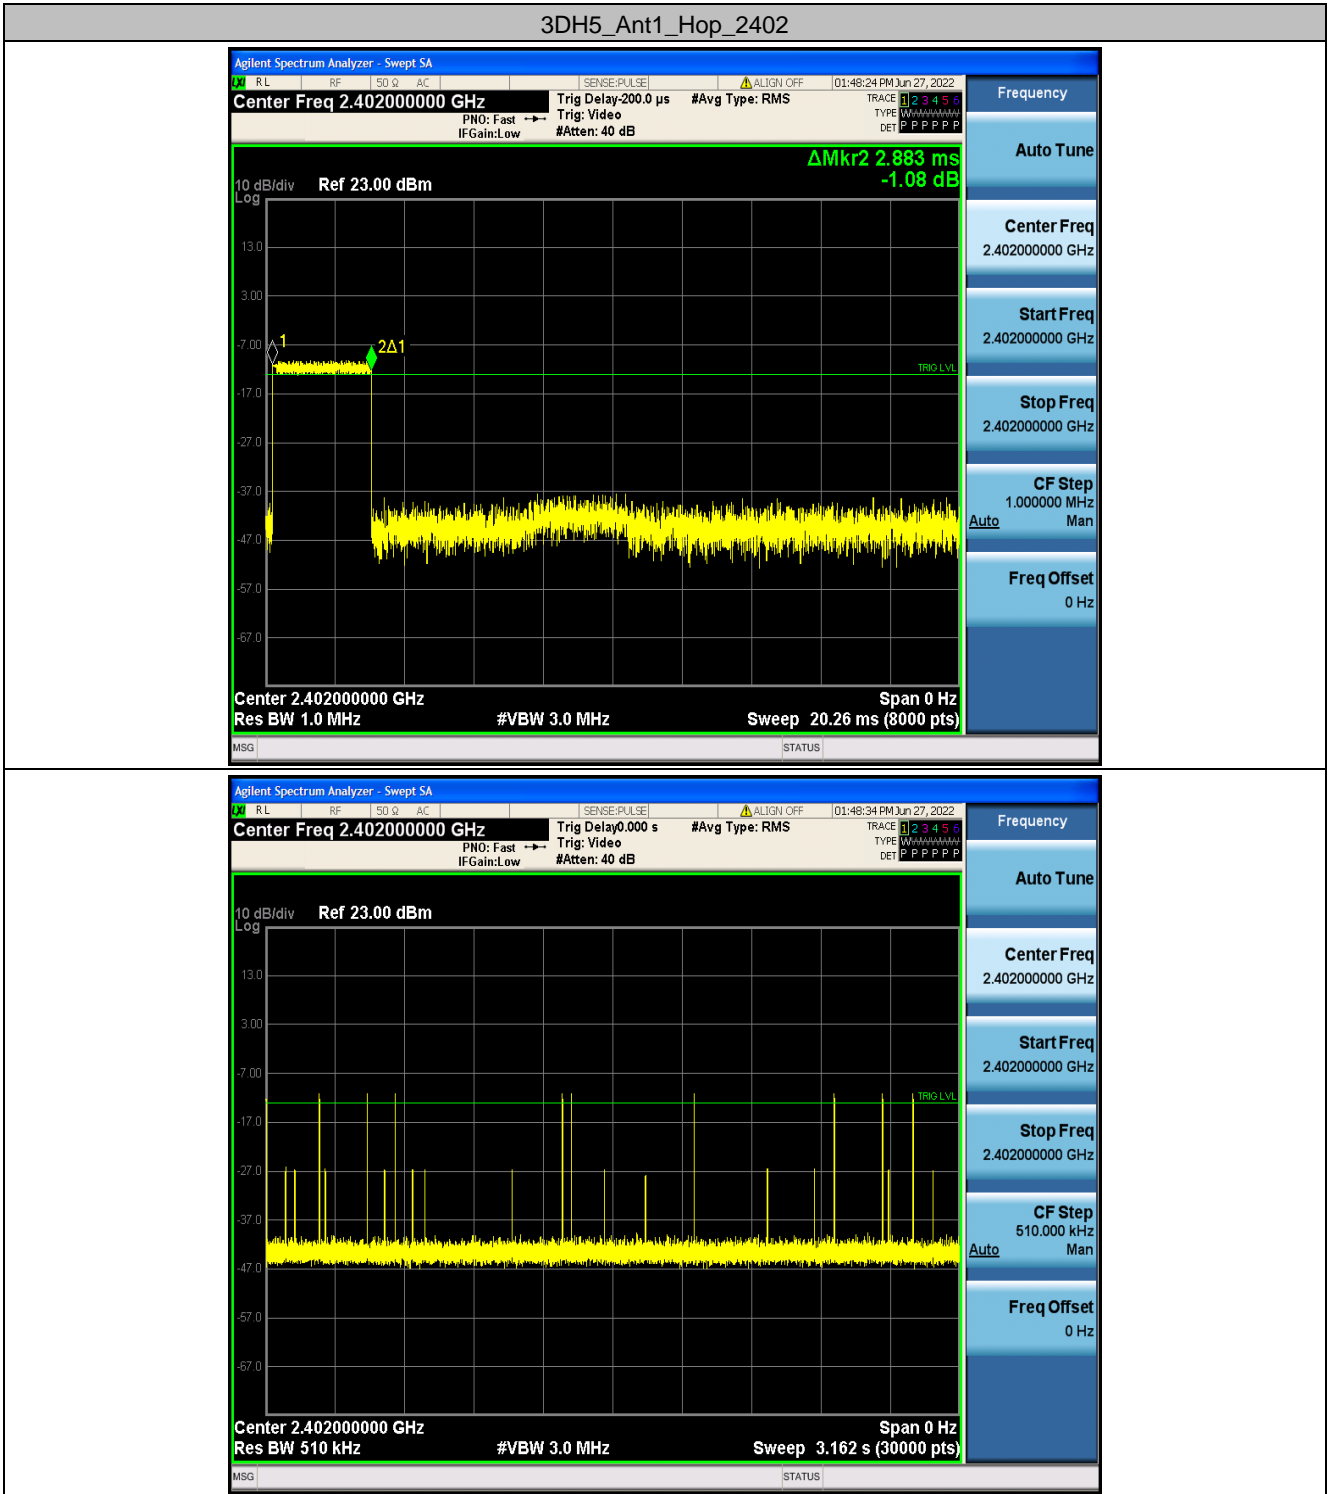 3DH5_Ant1_Hop_2402
Agilent Spectrum Analyzer - Swept SA
LXI RL RF 50 Ω AC SENSE:PULSE ALIGN OFF 01:48:24 PM Jun 27, 2022
Center Freq 2.402000000 GHz
PNO: Fast
IFGain:Low
Trig Delay-200.0 µs
Trig: Video
#Atten: 40 dB
#Avg Type: RMS
TRACE 1 2 3 4 5 6
TYPE WWWWWW
DET P P P P P P
ΔMkr2 2.883 ms
-1.08 dB
10 dB/div Ref 23.00 dBm
Log
13.0
3.00
-7.00
1
2Δ1
TRIG LVL
-17.0
-27.0
-37.0
-47.0
-57.0
-67.0
Center 2.402000000 GHz Span 0 Hz
Res BW 1.0 MHz #VBW 3.0 MHz Sweep 20.26 ms (8000 pts)
MSG STATUS
Frequency
Auto Tune
Center Freq
2.402000000 GHz
Start Freq
2.402000000 GHz
Stop Freq
2.402000000 GHz
CF Step
1.000000 MHz
Auto Man
Freq Offset
0 Hz
Agilent Spectrum Analyzer - Swept SA
LXI RL RF 50 Ω AC SENSE:PULSE ALIGN OFF 01:48:34 PM Jun 27, 2022
Center Freq 2.402000000 GHz
PNO: Fast
IFGain:Low
Trig Delay0.000 s
Trig: Video
#Atten: 40 dB
#Avg Type: RMS
TRACE 1 2 3 4 5 6
TYPE WWWWWW
DET P P P P P P
10 dB/div Ref 23.00 dBm
Log
13.0
3.00
-7.00
TRIG LVL
-17.0
-27.0
-37.0
-47.0
-57.0
-67.0
Center 2.402000000 GHz Span 0 Hz
Res BW 510 kHz #VBW 3.0 MHz Sweep 3.162 s (30000 pts)
MSG STATUS
Frequency
Auto Tune
Center Freq
2.402000000 GHz
Start Freq
2.402000000 GHz
Stop Freq
2.402000000 GHz
CF Step
510.000 kHz
Auto Man
Freq Offset
0 Hz